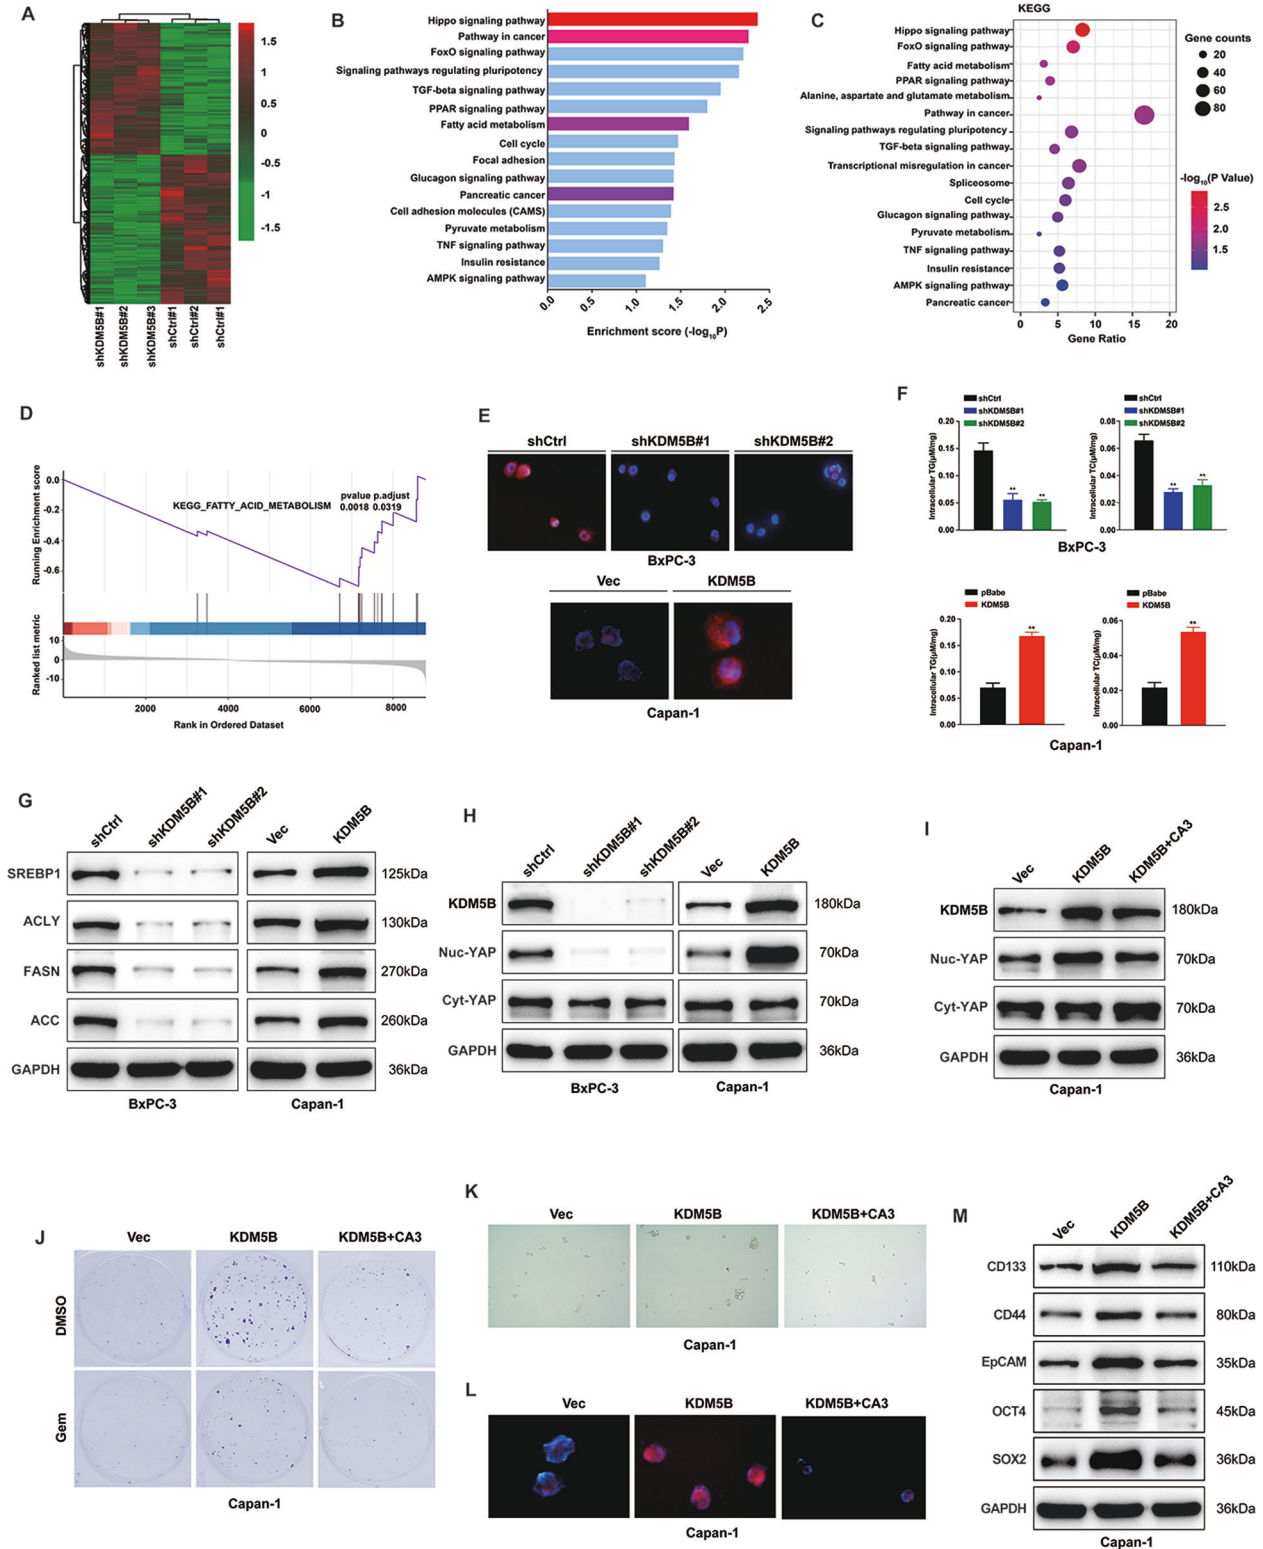 A
1.5
1
0.5
0
-0.5
-1
-1.5
shKDM5B#1
shKDM5B#2
shKDM5B#3
shCtrl#1
shCtrl#2
shCtrl#1
B
Hippo signaling pathway
Pathway in cancer
FoxO signaling pathway
Signaling pathways regulating pluripotency
TGF-beta signaling pathway
PPAR signaling pathway
Fatty acid metabolism
Cell cycle
Focal adhesion
Glucagon signaling pathway
Pancreatic cancer
Cell adhesion molecules (CAMS)
Pyruvate metabolism
TNF signaling pathway
Insulin resistance
AMPK signaling pathway
0.0 0.5 1.0 1.5 2.0 2.5
Enrichment score (-log10P)
C
KEGG
Hippo signaling pathway
FoxO signaling pathway
Fatty acid metabolism
PPAR signaling pathway
Alanine, aspartate and glutamate metabolism
Pathway in cancer
Signaling pathways regulating pluripotency
TGF-beta signaling pathway
Transcriptional misregulation in cancer
Spliceosome
Cell cycle
Glucagon signaling pathway
Pyruvate metabolism
TNF signaling pathway
Insulin resistance
AMPK signaling pathway
Pancreatic cancer
0 5 10 15 20
Gene Ratio
Gene counts
20
40
60
80
-log10(P Value)
2.5
2.0
1.5
D
Running Enrichment score
0.0
-0.2
-0.4
-0.6
pvalue p.adjust
KEGG_FATTY_ACID_METABOLISM 0.0018 0.0319
Ranked list metric
10
0
-10
2000 4000 6000 8000
Rank in Ordered Dataset
E
shCtrl shKDM5B#1 shKDM5B#2
BxPC-3
Vec KDM5B
Capan-1
F
shCtrl
shKDM5B#1
shKDM5B#2
Intracellular TG(μM/mg)
0.20
0.15
0.10
0.05
0.00
** **
shCtrl
shKDM5B#1
shKDM5B#2
Intracellular TC(μM/mg)
0.08
0.06
0.04
0.02
0.00
** **
BxPC-3
pBabe
KDM5B
Intracellular TG(μM/mg)
0.20
0.15
0.10
0.05
0.00
**
pBabe
KDM5B
Intracellular TC(μM/mg)
0.06
0.04
0.02
0.00
**
Capan-1
G
shCtrl shKDM5B#1 shKDM5B#2 Vec KDM5B
SREBP1 125kDa
ACLY 130kDa
FASN 270kDa
ACC 260kDa
GAPDH 36kDa
BxPC-3 Capan-1
H
shCtrl shKDM5B#1 shKDM5B#2 Vec KDM5B
KDM5B 180kDa
Nuc-YAP 70kDa
Cyt-YAP 70kDa
GAPDH 36kDa
BxPC-3 Capan-1
I
Vec KDM5B KDM5B+CA3
KDM5B 180kDa
Nuc-YAP 70kDa
Cyt-YAP 70kDa
GAPDH 36kDa
Capan-1
J
Vec KDM5B KDM5B+CA3
DMSO
Gem
Capan-1
K
Vec KDM5B KDM5B+CA3
Capan-1
L
Vec KDM5B KDM5B+CA3
Capan-1
M
Vec KDM5B KDM5B+CA3
CD133 110kDa
CD44 80kDa
EpCAM 35kDa
OCT4 45kDa
SOX2 36kDa
GAPDH 36kDa
Capan-1